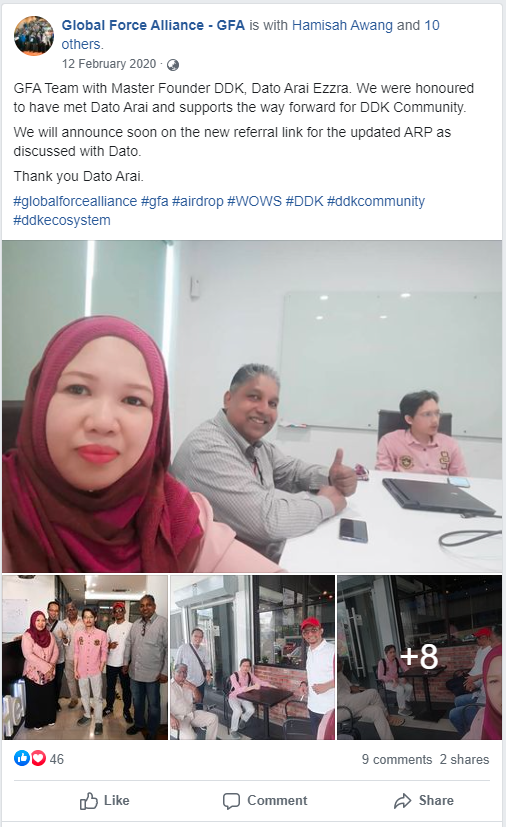 Global Force Alliance - GFA is with Hamisah Awang and 10
others.
12 February 2020 ·
GFA Team with Master Founder DDK, Dato Arai Ezzra. We were honoured
to have met Dato Arai and supports the way forward for DDK Community.
We will announce soon on the new referral link for the updated ARP as
discussed with Dato.
Thank you Dato Arai.
#globalforcealliance #gfa #airdrop #WOWS #DDK #ddkcommunity
#ddkecosystem
+8
46
9 comments 2 shares
Like
Comment
Share